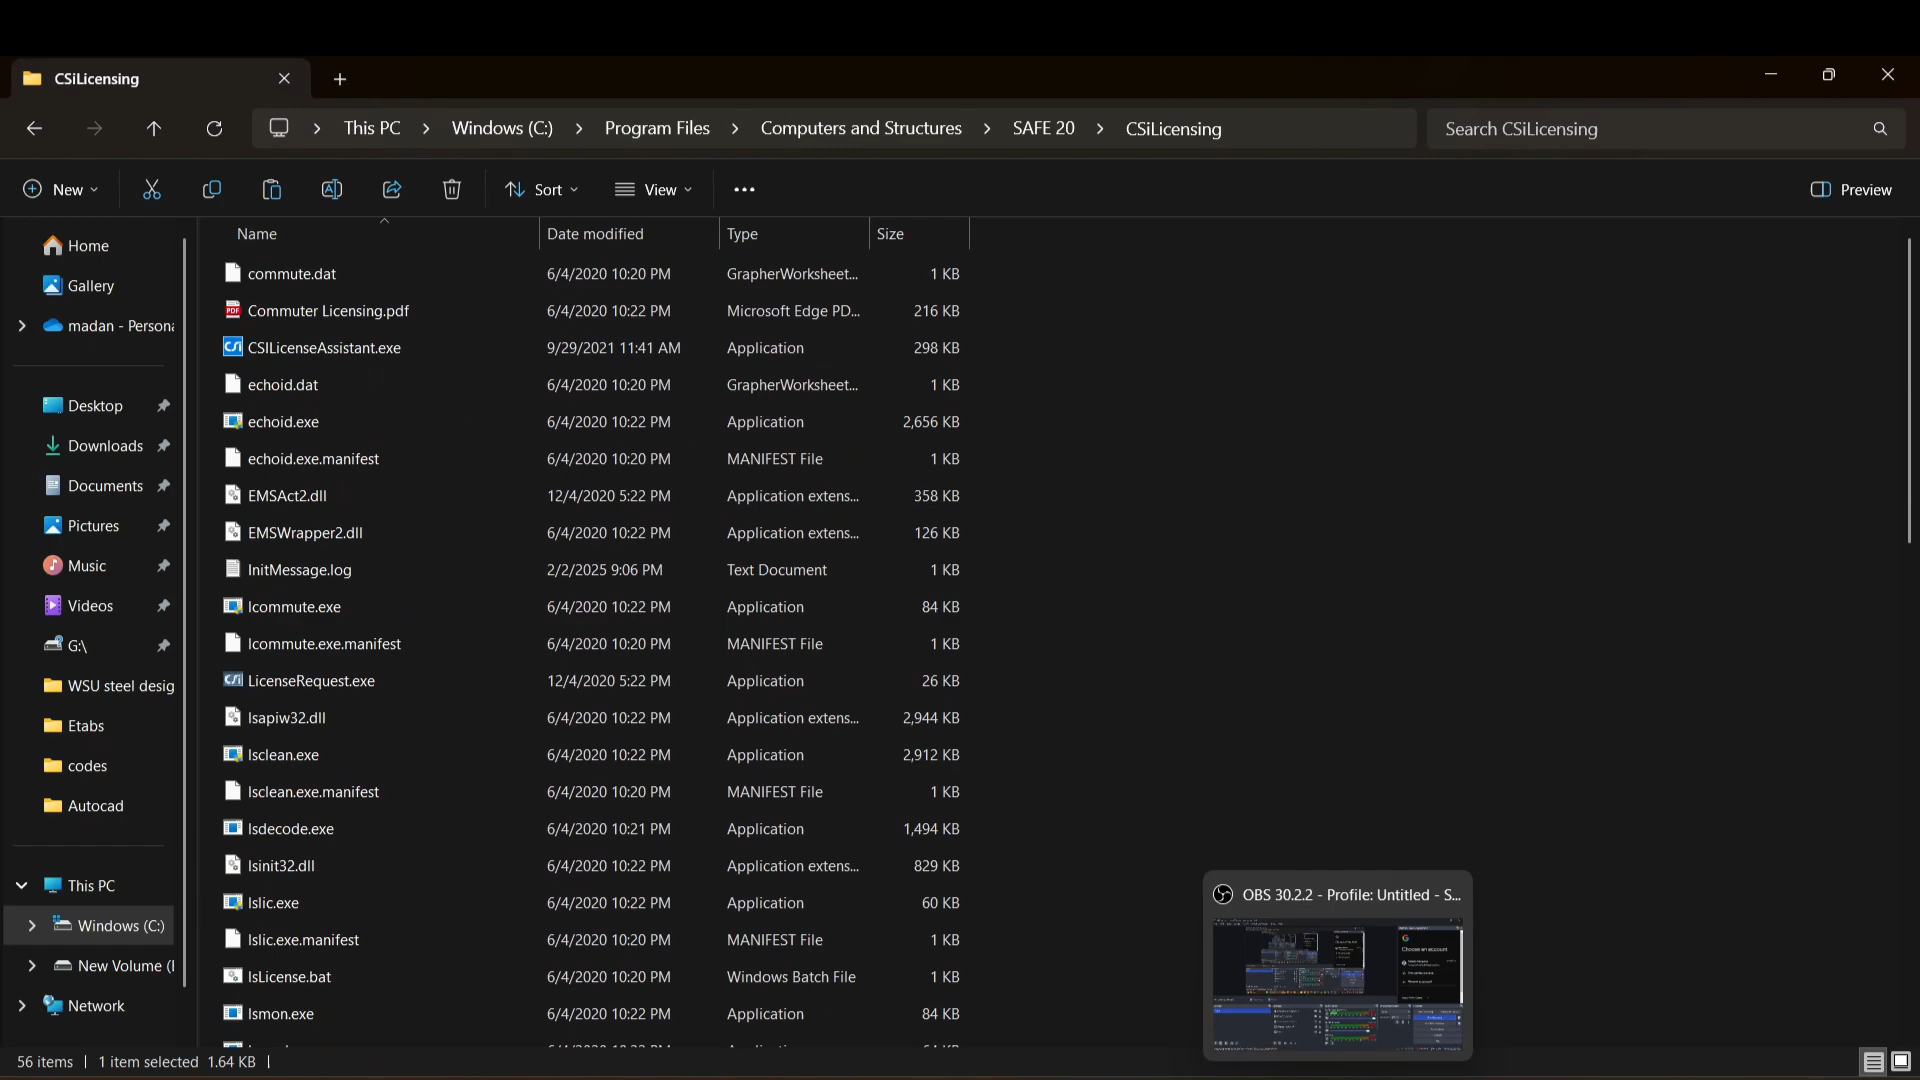 CSiLicensing
This PC > Windows (C:) > Program Files > Computers and Structures > SAFE 20 > CSiLicensing
Search CSiLicensing
New
Sort
View
Preview
Name Date modified Type Size
Home
Gallery
madan - Persona
Desktop
Downloads
Documents
Pictures
Music
Videos
G:\
WSU steel desig
Etabs
codes
Autocad
This PC
Windows (C:)
New Volume (I
Network
commute.dat 6/4/2020 10:20 PM GrapherWorksheet... 1 KB
Commuter Licensing.pdf 6/4/2020 10:22 PM Microsoft Edge PD... 216 KB
CSILicenseAssistant.exe 9/29/2021 11:41 AM Application 298 KB
echoid.dat 6/4/2020 10:20 PM GrapherWorksheet... 1 KB
echoid.exe 6/4/2020 10:22 PM Application 2,656 KB
echoid.exe.manifest 6/4/2020 10:20 PM MANIFEST File 1 KB
EMSAct2.dll 12/4/2020 5:22 PM Application extens... 358 KB
EMSWrapper2.dll 6/4/2020 10:22 PM Application extens... 126 KB
InitMessage.log 2/2/2025 9:06 PM Text Document 1 KB
lcommute.exe 6/4/2020 10:22 PM Application 84 KB
lcommute.exe.manifest 6/4/2020 10:20 PM MANIFEST File 1 KB
LicenseRequest.exe 12/4/2020 5:22 PM Application 26 KB
lsapiw32.dll 6/4/2020 10:22 PM Application extens... 2,944 KB
lsclean.exe 6/4/2020 10:22 PM Application 2,912 KB
lsclean.exe.manifest 6/4/2020 10:20 PM MANIFEST File 1 KB
lsdecode.exe 6/4/2020 10:21 PM Application 1,494 KB
lsinit32.dll 6/4/2020 10:22 PM Application extens... 829 KB
lslic.exe 6/4/2020 10:22 PM Application 60 KB
lslic.exe.manifest 6/4/2020 10:20 PM MANIFEST File 1 KB
lsLicense.bat 6/4/2020 10:20 PM Windows Batch File 1 KB
lsmon.exe 6/4/2020 10:22 PM Application 84 KB
OBS 30.2.2 - Profile: Untitled - S...
Choose an account
56 items | 1 item selected 1.64 KB |